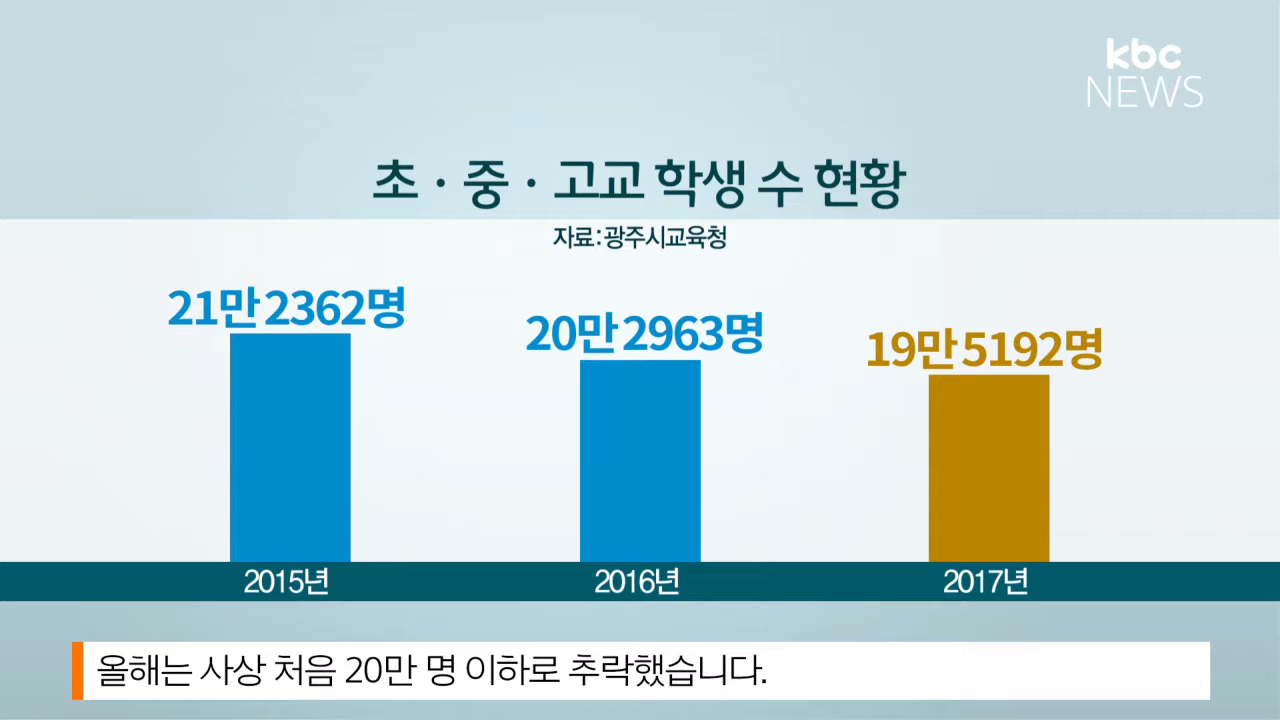 kbc
NEWS
초·중·고교 학생 수 현황
자료:광주시교육청
21만 2362명
20만 2963명
19만 5192명
2015년
2016년
2017년
올해는 사상 처음 20만 명 이하로 추락했습니다.